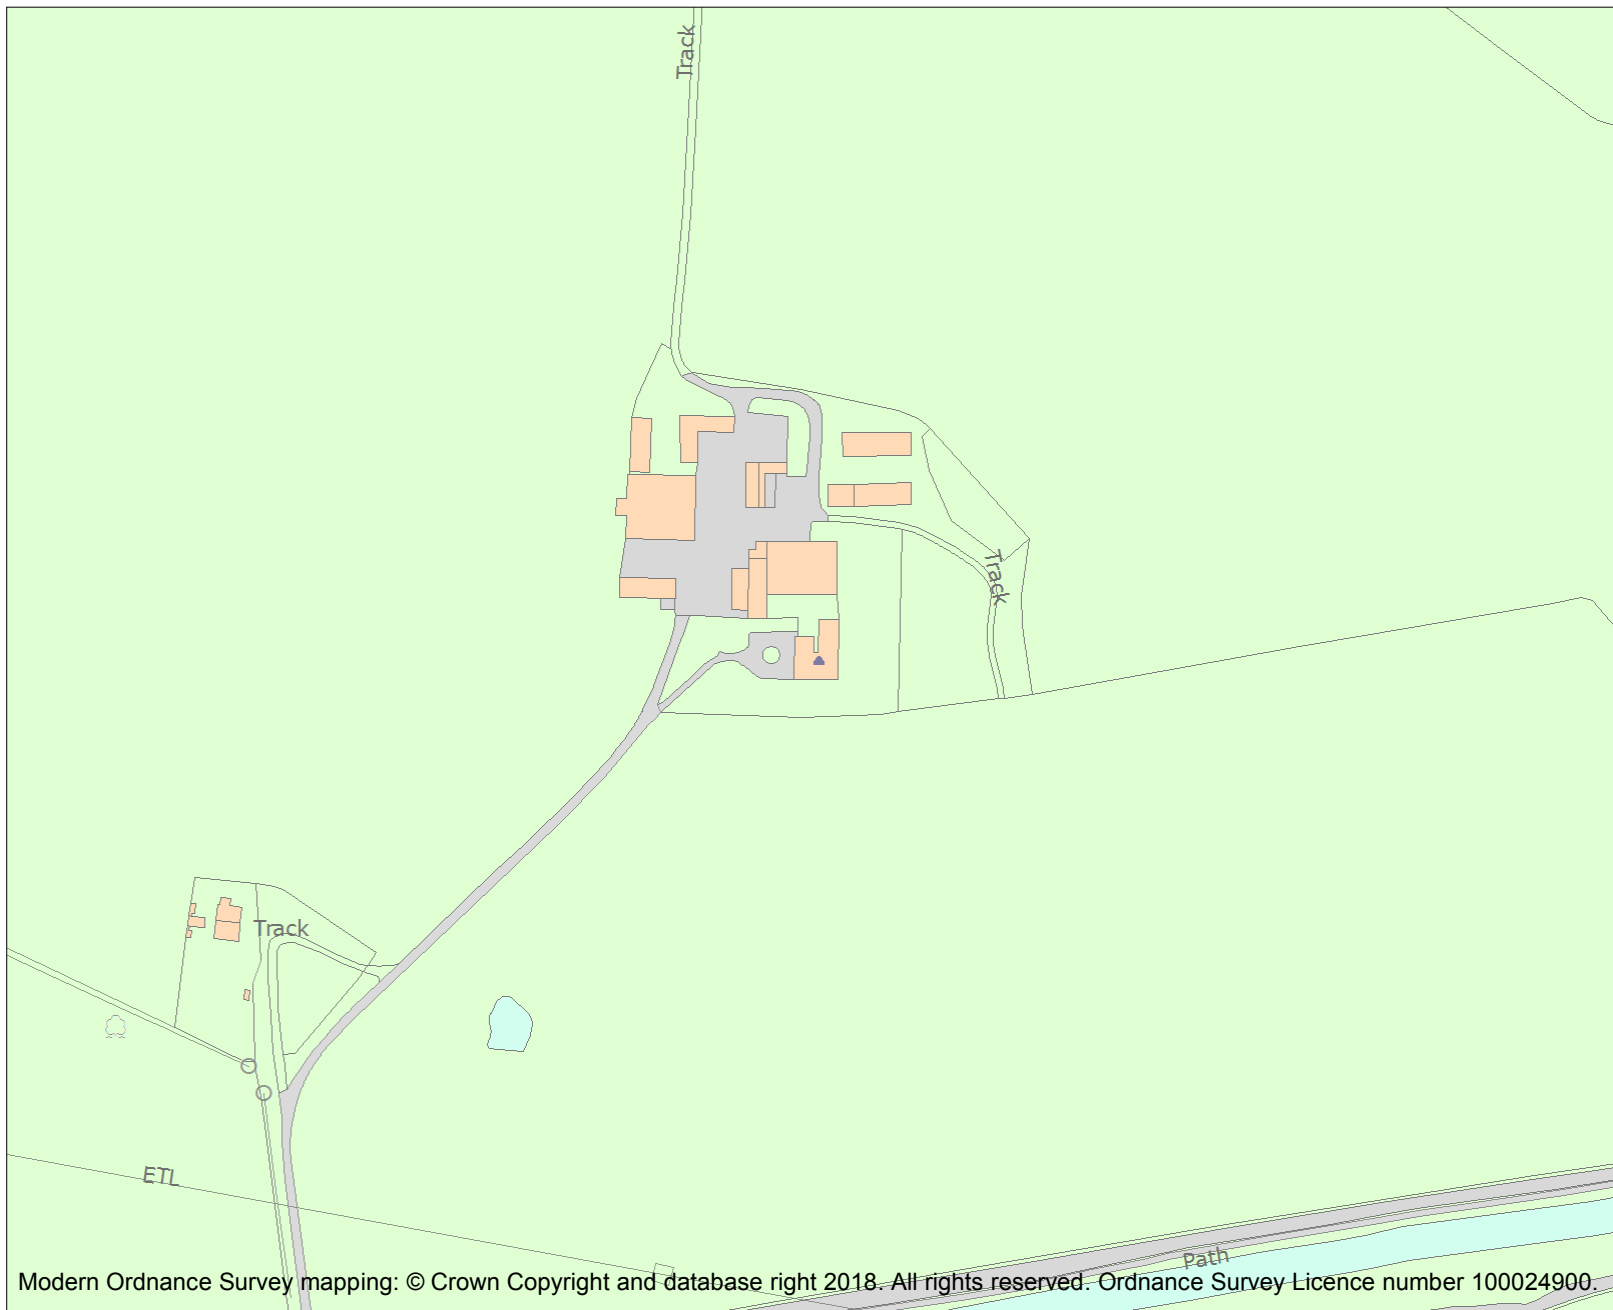 Track
Track
Track
ETL
Path
Modern Ordnance Survey mapping: © Crown Copyright and database right 2018. All rights reserved. Ordnance Survey Licence number 100024900.